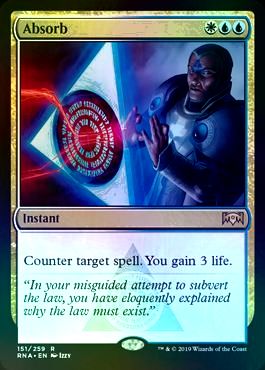 Absorb
Instant
Counter target spell. You gain 3 life.
“In your misguided attempt to subvert
the law, you have eloquently explained
why the law must exist.”
151/259 R
RNA • EN Izzy
™ & © 2019 Wizards of the Coast